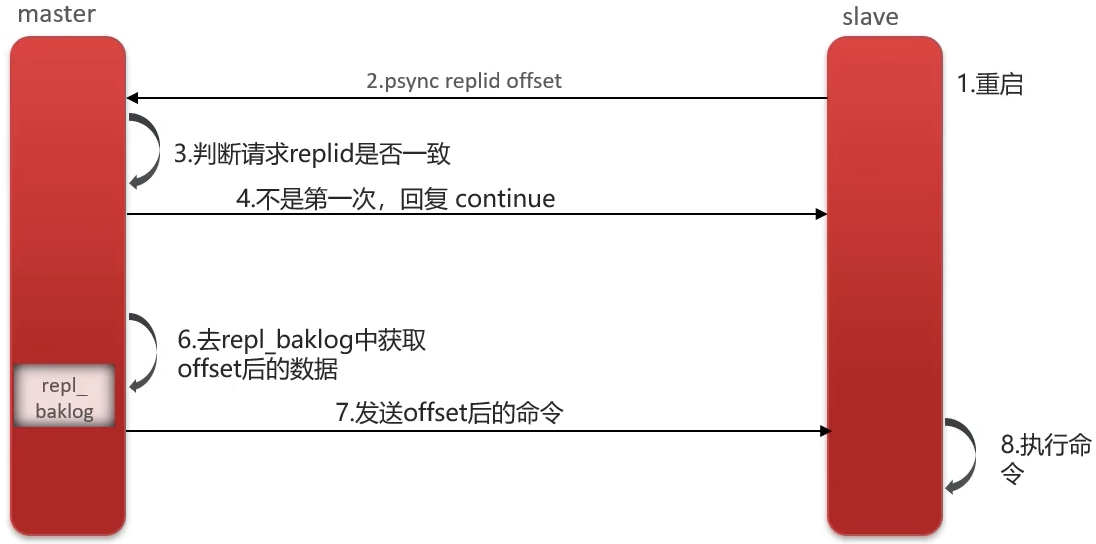 master
slave
2.psync replid offset
1.重启
3.判断请求replid是否一致
4.不是第一次，回复 continue
6.去repl_baklog中获取
offset后的数据
repl_
baklog
7.发送offset后的命令
8.执行命
令